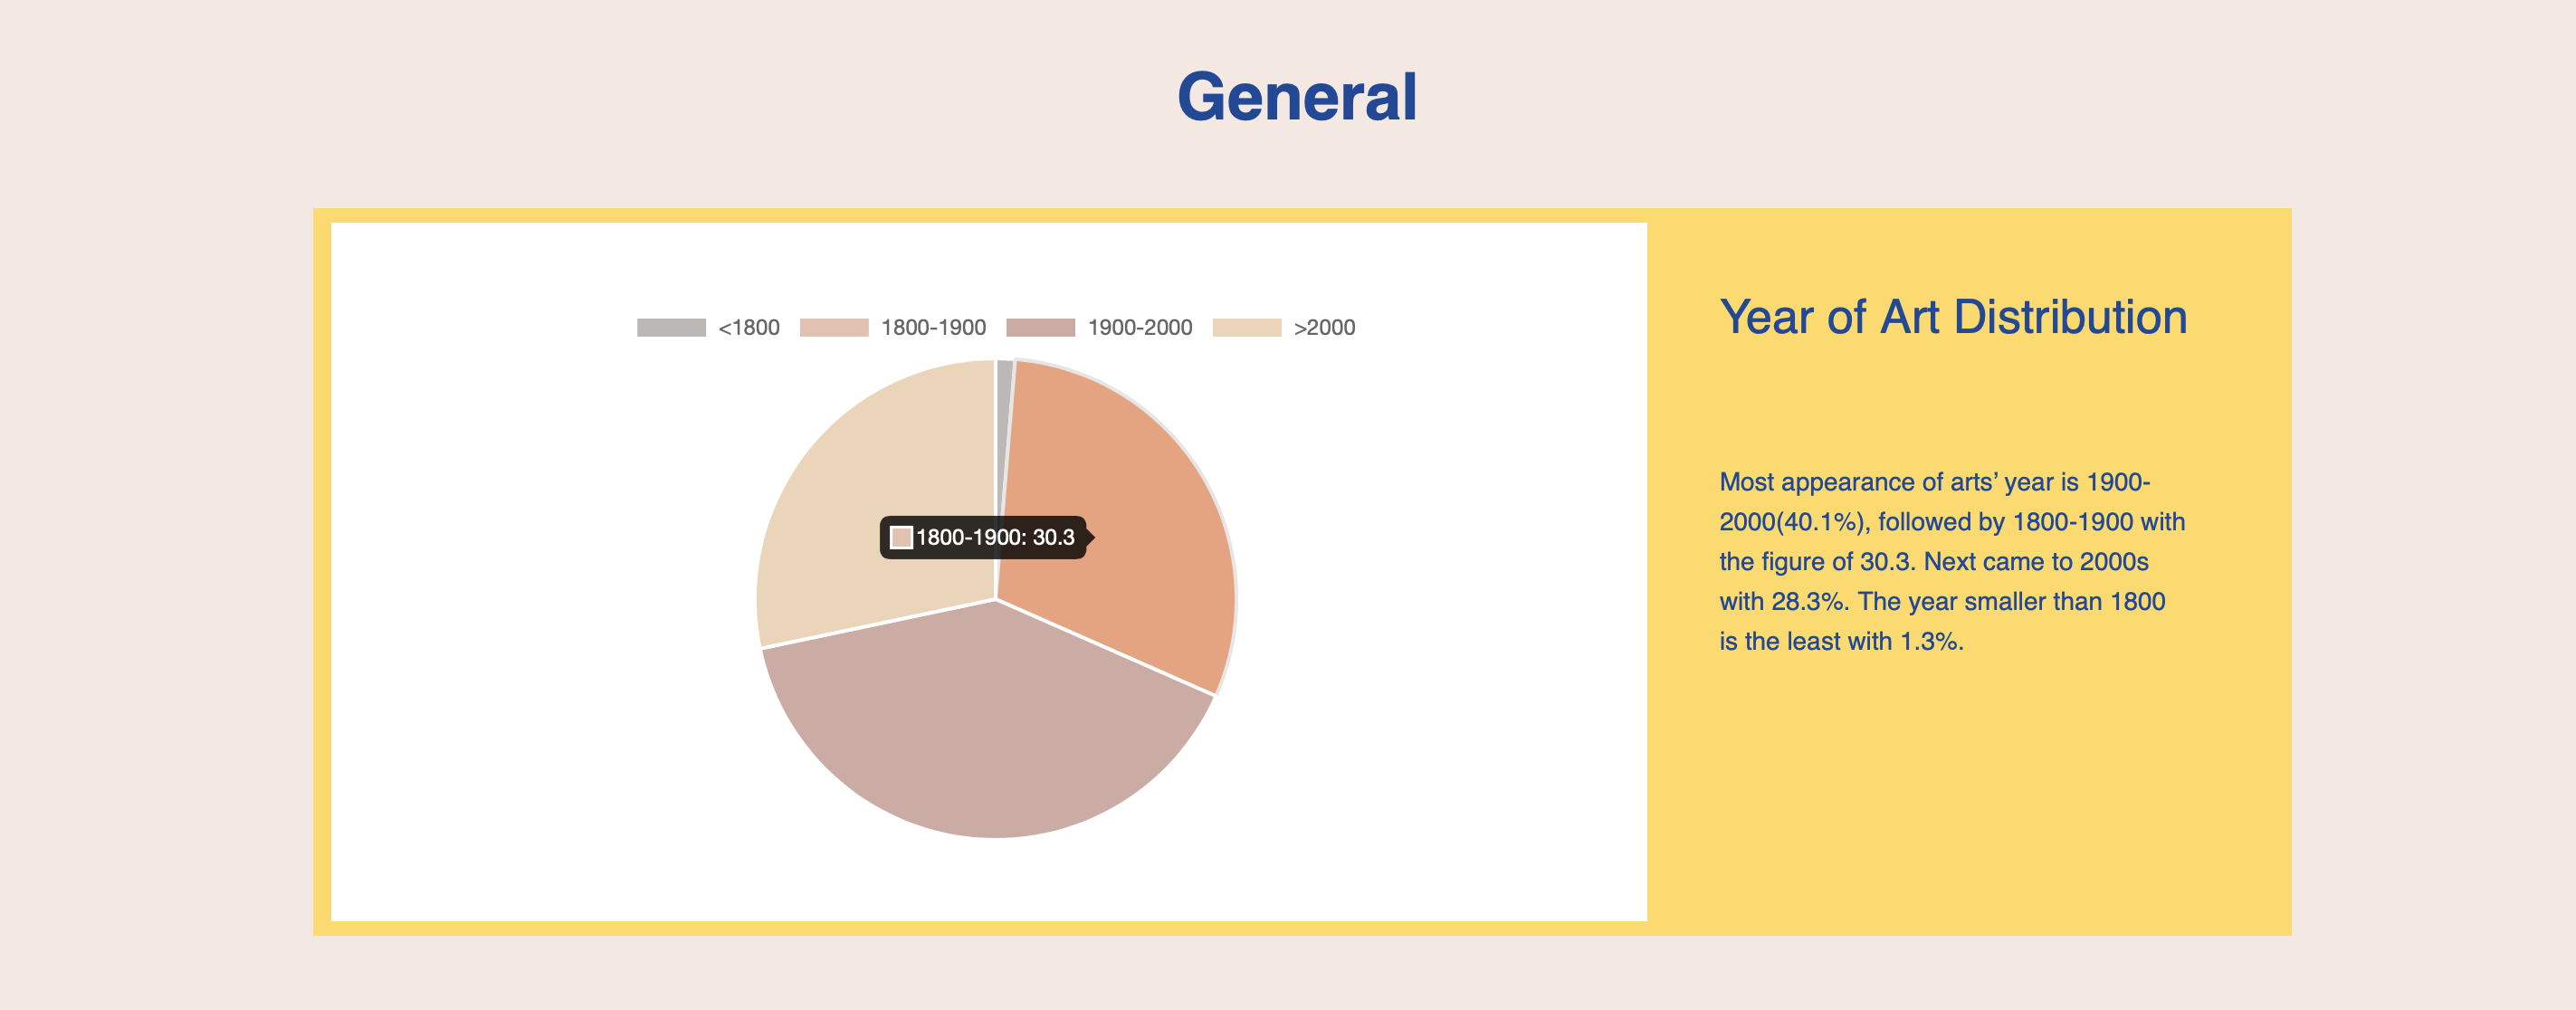 General
<1800 1800-1900 1900-2000 >2000
1800-1900: 30.3
Year of Art Distribution
Most appearance of arts’ year is 1900-
2000(40.1%), followed by 1800-1900 with
the figure of 30.3. Next came to 2000s
with 28.3%. The year smaller than 1800
is the least with 1.3%.